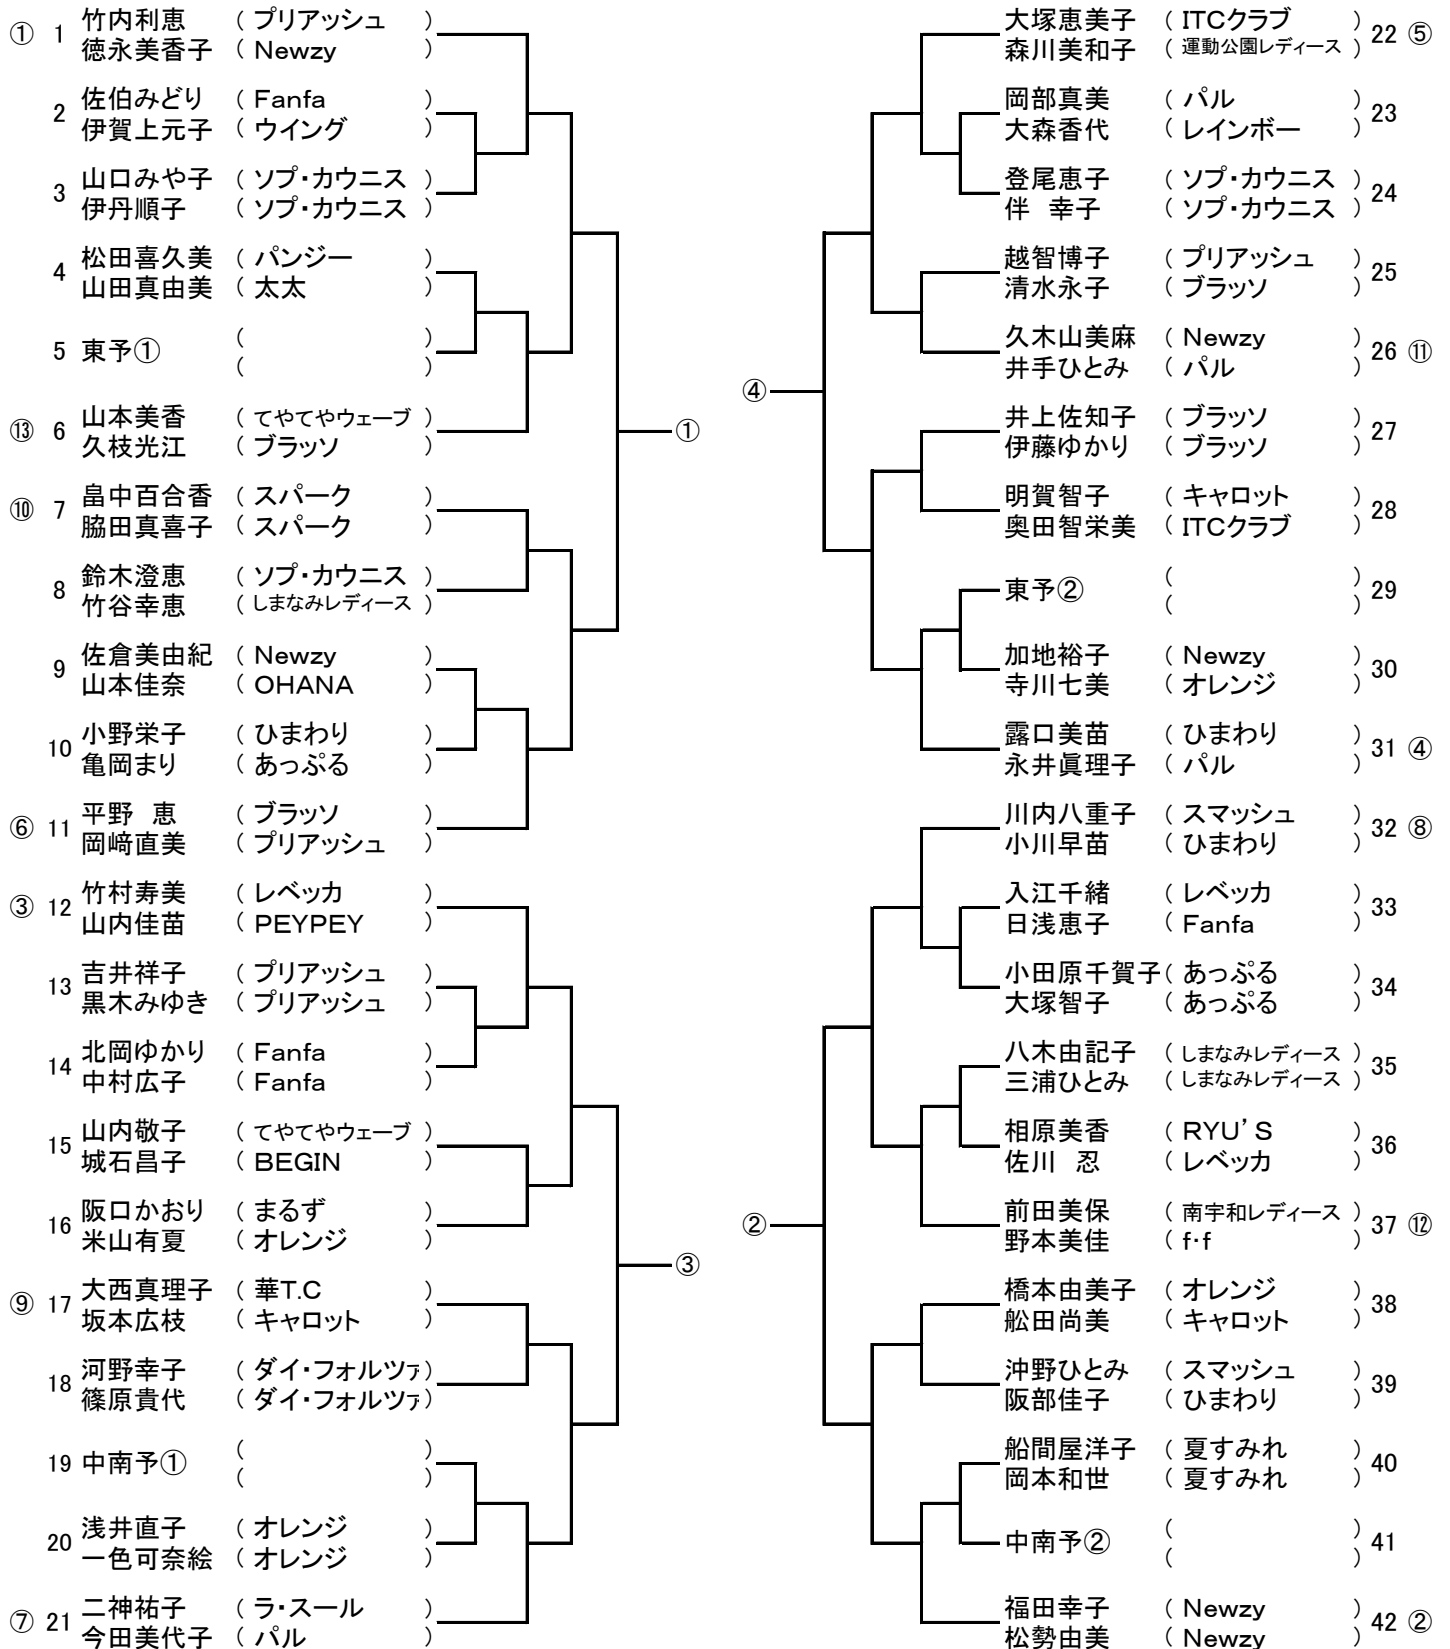 ① 1 竹内利恵 ( プリアッシュ )
徳永美香子 ( Newzy )
2 佐伯みどり ( Fanfa )
伊賀上元子 ( ウイング )
3 山口みや子 ( ソプ・カウニス )
伊丹順子 ( ソプ・カウニス )
4 松田喜久美 ( パンジー )
山田真由美 ( 太太 )
5 東予① ( )
( )
⑬ 6 山本美香 ( てやてやウェーブ )
久枝光江 ( ブラッソ )
①
⑩ 7 畠中百合香 ( スパーク )
脇田真喜子 ( スパーク )
8 鈴木澄恵 ( ソプ・カウニス )
竹谷幸恵 ( しまなみレディース )
9 佐倉美由紀 ( Newzy )
山本佳奈 ( OHANA )
10 小野栄子 ( ひまわり )
亀岡まり ( あっぷる )
⑥ 11 平野 恵 ( ブラッソ )
岡﨑直美 ( プリアッシュ )
③ 12 竹村寿美 ( レベッカ )
山内佳苗 ( PEYPEY )
13 吉井祥子 ( プリアッシュ )
黒木みゆき ( プリアッシュ )
14 北岡ゆかり ( Fanfa )
中村広子 ( Fanfa )
15 山内敬子 ( てやてやウェーブ )
城石昌子 ( BEGIN )
16 阪口かおり ( まるず )
米山有夏 ( オレンジ )
③
⑨ 17 大西真理子 ( 華T.C )
坂本広枝 ( キャロット )
18 河野幸子 ( ダイ・フォルツァ )
篠原貴代 ( ダイ・フォルツァ )
19 中南予① ( )
( )
20 浅井直子 ( オレンジ )
一色可奈絵 ( オレンジ )
⑦ 21 二神祐子 ( ラ・スール )
今田美代子 ( パル )
大塚恵美子 ( ITCクラブ ) 22 ⑤
森川美和子 ( 運動公園レディース )
岡部真美 ( パル ) 23
大森香代 ( レインボー )
登尾恵子 ( ソプ・カウニス ) 24
伴 幸子 ( ソプ・カウニス )
越智博子 ( プリアッシュ ) 25
清水永子 ( ブラッソ )
久木山美麻 ( Newzy ) 26 ⑪
井手ひとみ ( パル )
④
井上佐知子 ( ブラッソ ) 27
伊藤ゆかり ( ブラッソ )
明賀智子 ( キャロット ) 28
奥田智栄美 ( ITCクラブ )
東予② ( ) 29
( )
加地裕子 ( Newzy ) 30
寺川七美 ( オレンジ )
露口美苗 ( ひまわり ) 31 ④
永井眞理子 ( パル )
川内八重子 ( スマッシュ ) 32 ⑧
小川早苗 ( ひまわり )
入江千緒 ( レベッカ ) 33
日浅恵子 ( Fanfa )
小田原千賀子 ( あっぷる ) 34
大塚智子 ( あっぷる )
八木由記子 ( しまなみレディース ) 35
三浦ひとみ ( しまなみレディース )
相原美香 ( RYU'S ) 36
佐川 忍 ( レベッカ )
前田美保 ( 南宇和レディース ) 37 ⑫
野本美佳 ( f・f )
②
橋本由美子 ( オレンジ ) 38
舩田尚美 ( キャロット )
沖野ひとみ ( スマッシュ ) 39
阪部佳子 ( ひまわり )
船間屋洋子 ( 夏すみれ ) 40
岡本和世 ( 夏すみれ )
中南予② ( ) 41
( )
福田幸子 ( Newzy ) 42 ②
松勢由美 ( Newzy )